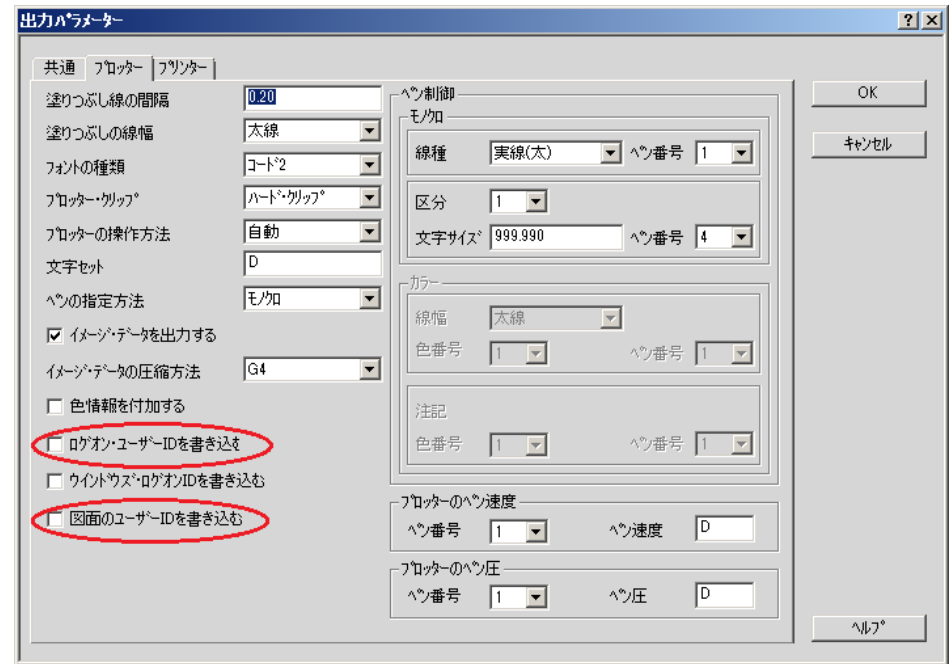 出力ﾊﾟﾗﾒｰﾀｰ
共通 ﾌﾟﾛｯﾀｰ ﾌﾟﾘﾝﾀｰ
塗りつぶし線の間隔 0.20
塗りつぶしの線幅 太線
ﾌｫﾝﾄの種類 ｺｰﾄﾞ2
ﾌﾟﾛｯﾀｰ･ｸﾘｯﾌﾟ ﾊｰﾄﾞ･ｸﾘｯﾌﾟ
ﾌﾟﾛｯﾀｰの操作方法 自動
文字ｾｯﾄ D
ﾍﾟﾝの指定方法 ﾓﾉｸﾛ
ｲﾒｰｼﾞ･ﾃﾞｰﾀを出力する
ｲﾒｰｼﾞ･ﾃﾞｰﾀの圧縮方法 G4
色情報を付加する
ﾛｸﾞｵﾝ･ﾕｰｻﾞｰIDを書き込む
ｳｲﾝﾄﾞｳｽﾞ･ﾛｸﾞｵﾝIDを書き込む
図面のﾕｰｻﾞｰIDを書き込む
ﾍﾟﾝ制御
ﾓﾉｸﾛ
線種 実線(太) ﾍﾟﾝ番号 1
区分 1
文字ｻｲｽﾞ 999.990 ﾍﾟﾝ番号 4
ｶﾗｰ
線幅 太線
色番号 1 ﾍﾟﾝ番号 1
注記
色番号 1 ﾍﾟﾝ番号 1
ﾌﾟﾛｯﾀｰのﾍﾟﾝ速度
ﾍﾟﾝ番号 1 ﾍﾟﾝ速度 D
ﾌﾟﾛｯﾀｰのﾍﾟﾝ圧
ﾍﾟﾝ番号 1 ﾍﾟﾝ圧 D
OK
ｷｬﾝｾﾙ
ﾍﾙﾌﾟ